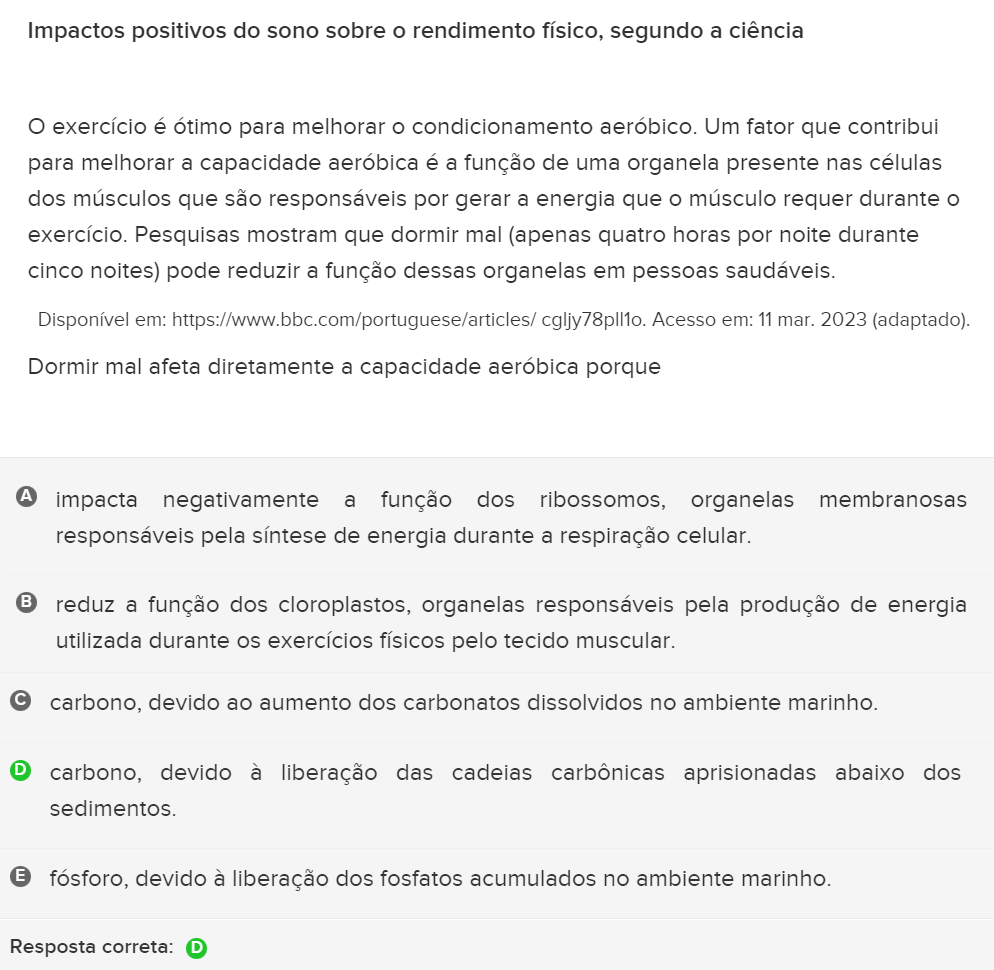 Impactos positivos do sono sobre o rendimento físico, segundo a ciência
O exercício é ótimo para melhorar o condicionamento aeróbico. Um fator que contribui
para melhorar a capacidade aeróbica é a função de uma organela presente nas células
dos músculos que são responsáveis por gerar a energia que o músculo requer durante o
exercício. Pesquisas mostram que dormir mal (apenas quatro horas por noite durante
cinco noites) pode reduzir a função dessas organelas em pessoas saudáveis.
Disponível em: https://www.bbc.com/portuguese/articles/ cgljy78pll1o. Acesso em: 11 mar. 2023 (adaptado).
Dormir mal afeta diretamente a capacidade aeróbica porque
A impacta negativamente a função dos ribossomos, organelas membranosas
responsáveis pela síntese de energia durante a respiração celular.
B reduz a função dos cloroplastos, organelas responsáveis pela produção de energia
utilizada durante os exercícios físicos pelo tecido muscular.
C carbono, devido ao aumento dos carbonatos dissolvidos no ambiente marinho.
D carbono, devido à liberação das cadeias carbônicas aprisionadas abaixo dos
sedimentos.
E fósforo, devido à liberação dos fosfatos acumulados no ambiente marinho.
Resposta correta: D